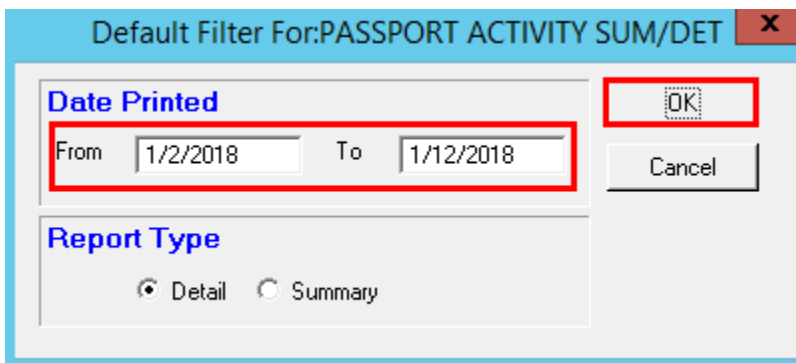 Default Filter For:PASSPORT ACTIVITY SUM/DET X
Date Printed
From 1/2/2018 To 1/12/2018
OK
Cancel
Report Type
Detail Summary